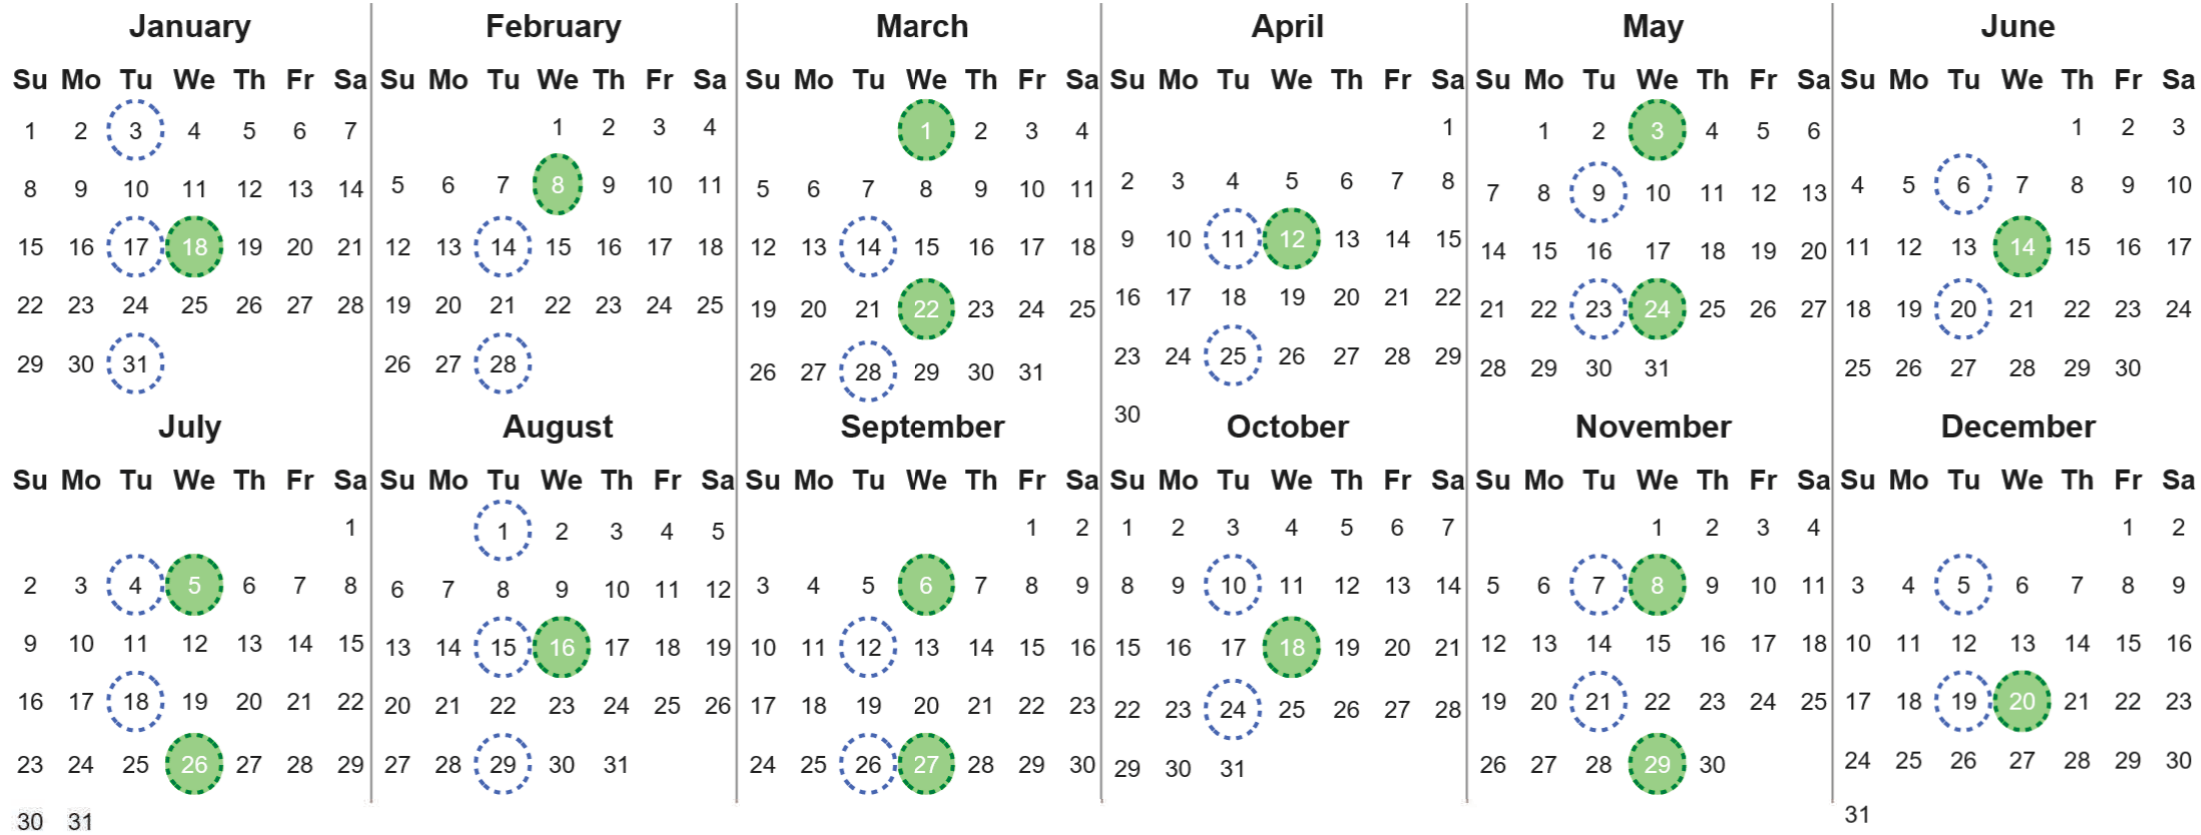 January February March April May June
Su Mo Tu We Th Fr Sa Su Mo Tu We Th Fr Sa Su Mo Tu We Th Fr Sa Su Mo Tu We Th Fr Sa Su Mo Tu We Th Fr Sa Su Mo Tu We Th Fr Sa
1 2 3 4 5 6 7 1 2 3 4 1 2 3 4 1 1 2 3 4 5 6 1 2 3
8 9 10 11 12 13 14 5 6 7 8 9 10 11 5 6 7 8 9 10 11 2 3 4 5 6 7 8 7 8 9 10 11 12 13 4 5 6 7 8 9 10
15 16 17 18 19 20 21 12 13 14 15 16 17 18 12 13 14 15 16 17 18 9 10 11 12 13 14 15 14 15 16 17 18 19 20 11 12 13 14 15 16 17
22 23 24 25 26 27 28 19 20 21 22 23 24 25 19 20 21 22 23 24 25 16 17 18 19 20 21 22 21 22 23 24 25 26 27 18 19 20 21 22 23 24
29 30 31 26 27 28 26 27 28 29 30 31 23 24 25 26 27 28 29 28 29 30 31 25 26 27 28 29 30
30
July August September October November December
Su Mo Tu We Th Fr Sa Su Mo Tu We Th Fr Sa Su Mo Tu We Th Fr Sa Su Mo Tu We Th Fr Sa Su Mo Tu We Th Fr Sa Su Mo Tu We Th Fr Sa
1 1 2 3 4 5 1 2 1 2 3 4 5 6 7 1 2 3 4 1 2
2 3 4 5 6 7 8 6 7 8 9 10 11 12 3 4 5 6 7 8 9 8 9 10 11 12 13 14 5 6 7 8 9 10 11 3 4 5 6 7 8 9
9 10 11 12 13 14 15 13 14 15 16 17 18 19 10 11 12 13 14 15 16 15 16 17 18 19 20 21 12 13 14 15 16 17 18 10 11 12 13 14 15 16
16 17 18 19 20 21 22 20 21 22 23 24 25 26 17 18 19 20 21 22 23 22 23 24 25 26 27 28 19 20 21 22 23 24 25 17 18 19 20 21 22 23
23 24 25 26 27 28 29 27 28 29 30 31 24 25 26 27 28 29 30 29 30 31 26 27 28 29 30 24 25 26 27 28 29 30
30 31 31